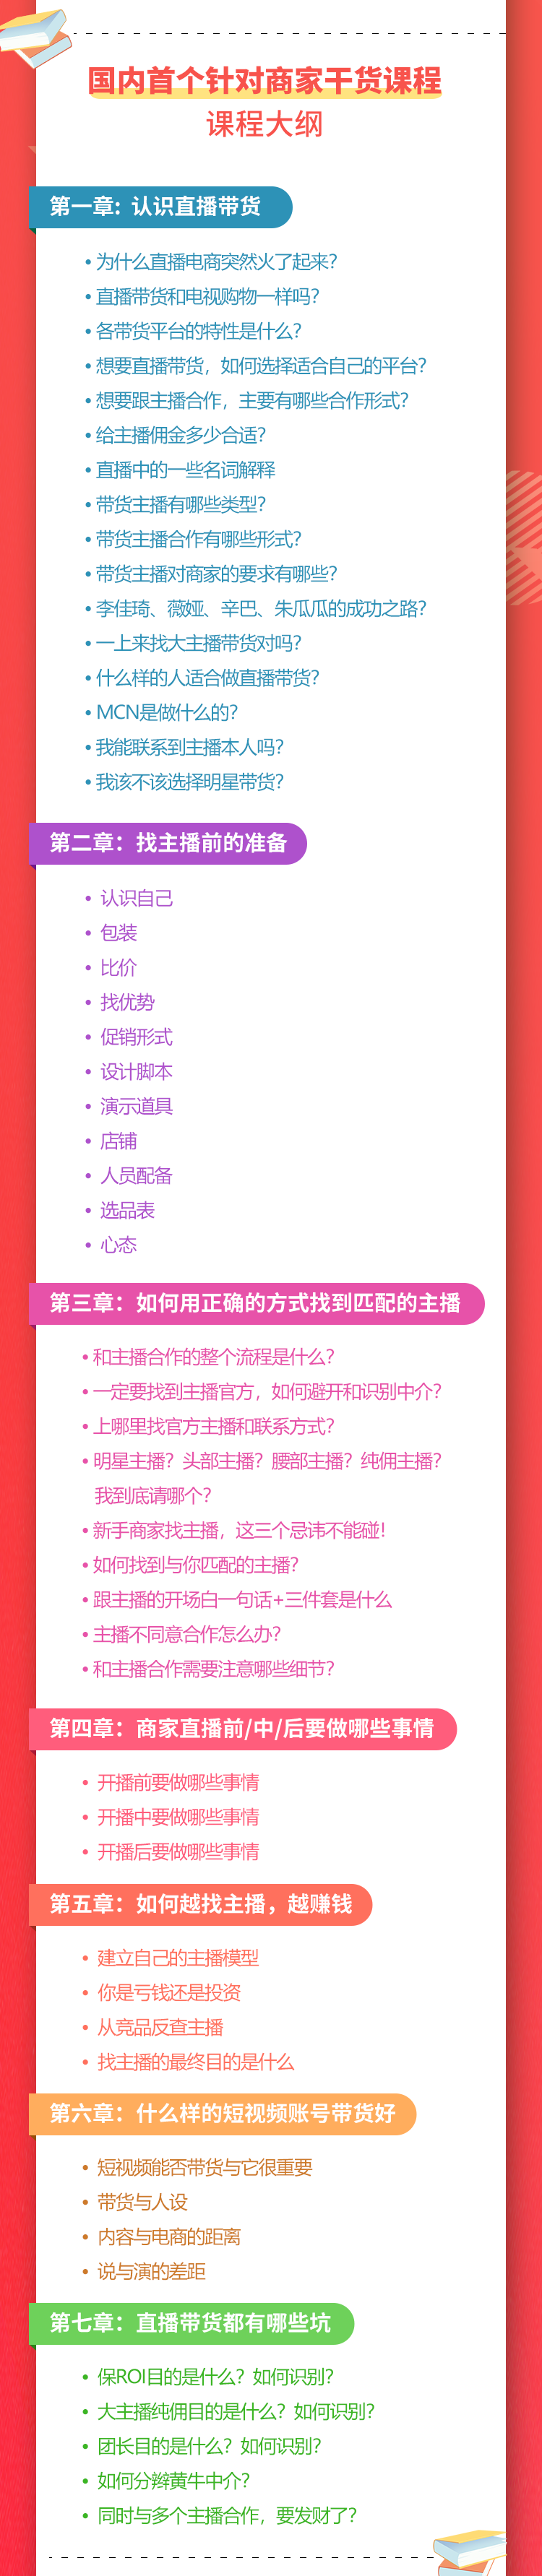 国内首个针对商家干货课程
课程大纲
第一章: 认识直播带货
• 为什么直播电商突然火了起来?
• 直播带货和电视购物一样吗?
• 各带货平台的特性是什么?
• 想要直播带货，如何选择适合自己的平台?
• 想要跟主播合作，主要有哪些合作形式?
• 给主播佣金多少合适?
• 直播中的一些名词解释
• 带货主播有哪些类型?
• 带货主播合作有哪些形式?
• 带货主播对商家的要求有哪些?
• 李佳琦、薇娅、辛巴、朱瓜瓜的成功之路?
• 一上来找大主播带货对吗?
• 什么样的人适合做直播带货?
• MCN是做什么的?
• 我能联系到主播本人吗?
• 我该不该选择明星带货?
第二章：找主播前的准备
• 认识自己
• 包装
• 比价
• 找优势
• 促销形式
• 设计脚本
• 演示道具
• 店铺
• 人员配备
• 选品表
• 心态
第三章：如何用正确的方式找到匹配的主播
• 和主播合作的整个流程是什么?
• 一定要找到主播官方，如何避开和识别中介?
• 上哪里找官方主播和联系方式?
• 明星主播？头部主播？腰部主播？纯佣主播?
我到底请哪个?
• 新手商家找主播，这三个忌讳不能碰!
• 如何找到与你匹配的主播?
• 跟主播的开场白一句话+三件套是什么
• 主播不同意合作怎么办?
• 和主播合作需要注意哪些细节?
第四章：商家直播前/中/后要做哪些事情
• 开播前要做哪些事情
• 开播中要做哪些事情
• 开播后要做哪些事情
第五章：如何越找主播，越赚钱
• 建立自己的主播模型
• 你是亏钱还是投资
• 从竞品反查主播
• 找主播的最终目的是什么
第六章：什么样的短视频账号带货好
• 短视频能否带货与它很重要
• 带货与人设
• 内容与电商的距离
• 说与演的差距
第七章：直播带货都有哪些坑
• 保ROI目的是什么？如何识别?
• 大主播纯佣目的是什么？如何识别?
• 团长目的是什么？如何识别?
• 如何分辩黄牛中介?
• 同时与多个主播合作，要发财了?